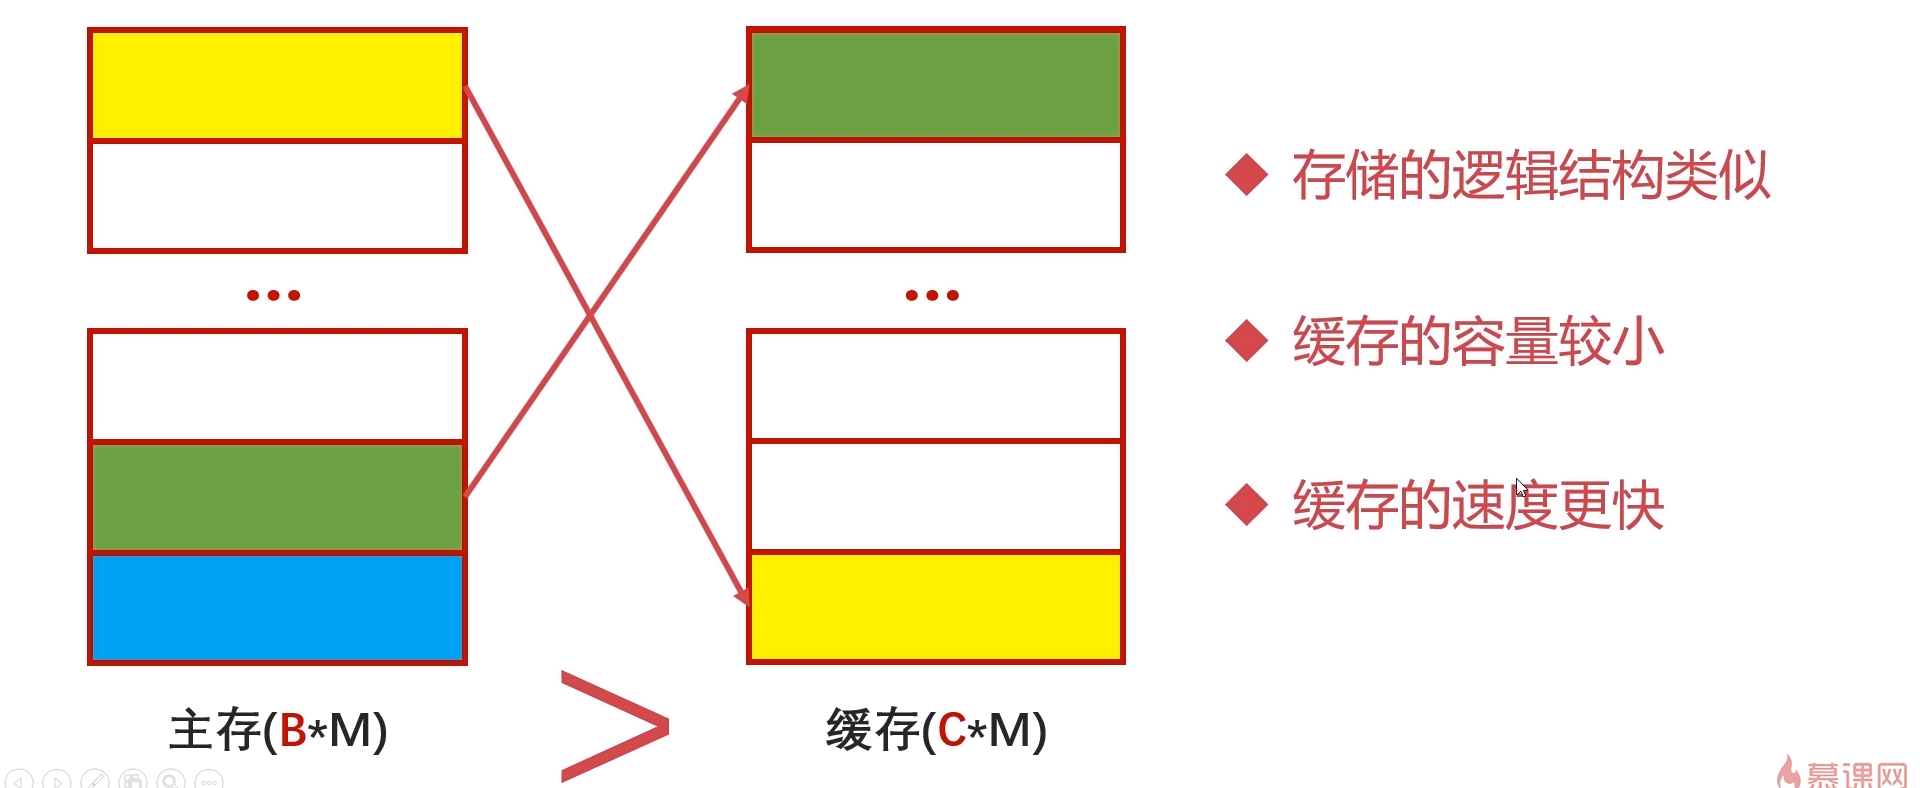 存储的逻辑结构类似
缓存的容量较小
缓存的速度更快
主存(B*M)
>
缓存(C*M)
慕课网